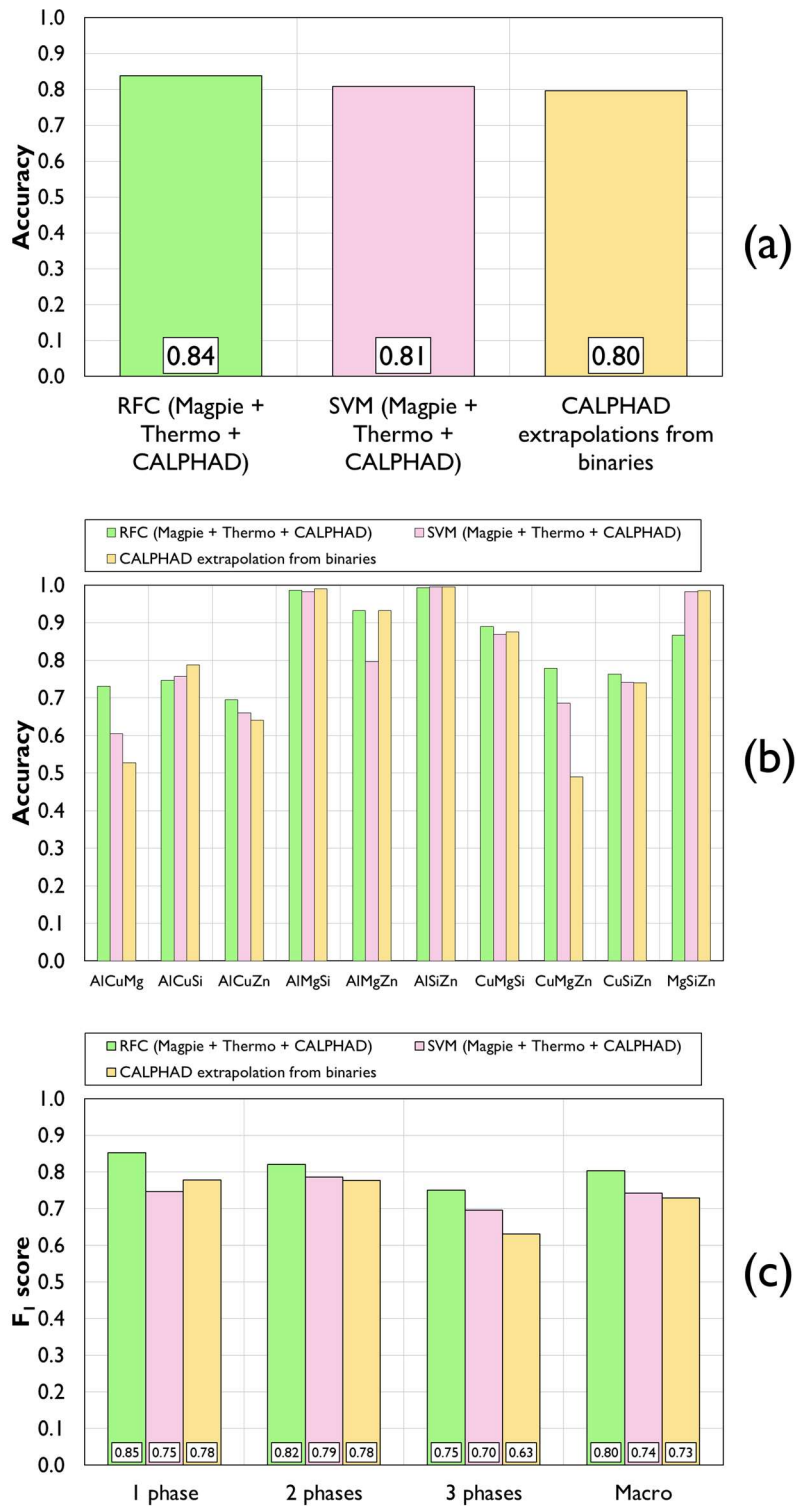 1.0
0.9
0.8
0.7
0.6
0.5
0.4
0.3
0.2
0.1
0.0
Accuracy
0.84
0.81
0.80
RFC (Magpie +
Thermo +
CALPHAD)
SVM (Magpie +
Thermo +
CALPHAD)
CALPHAD
extrapolations from
binaries
(a)
RFC (Magpie + Thermo + CALPHAD)
SVM (Magpie + Thermo + CALPHAD)
CALPHAD extrapolation from binaries
1.0
0.9
0.8
0.7
0.6
0.5
0.4
0.3
0.2
0.1
0.0
Accuracy
AlCuMg
AlCuSi
AlCuZn
AlMgSi
AlMgZn
AlSiZn
CuMgSi
CuMgZn
CuSiZn
MgSiZn
(b)
RFC (Magpie + Thermo + CALPHAD)
SVM (Magpie + Thermo + CALPHAD)
CALPHAD extrapolation from binaries
1.0
0.9
0.8
0.7
0.6
0.5
0.4
0.3
0.2
0.1
0.0
F1 score
0.85
0.75
0.78
0.82
0.79
0.78
0.75
0.70
0.63
0.80
0.74
0.73
1 phase
2 phases
3 phases
Macro
(c)